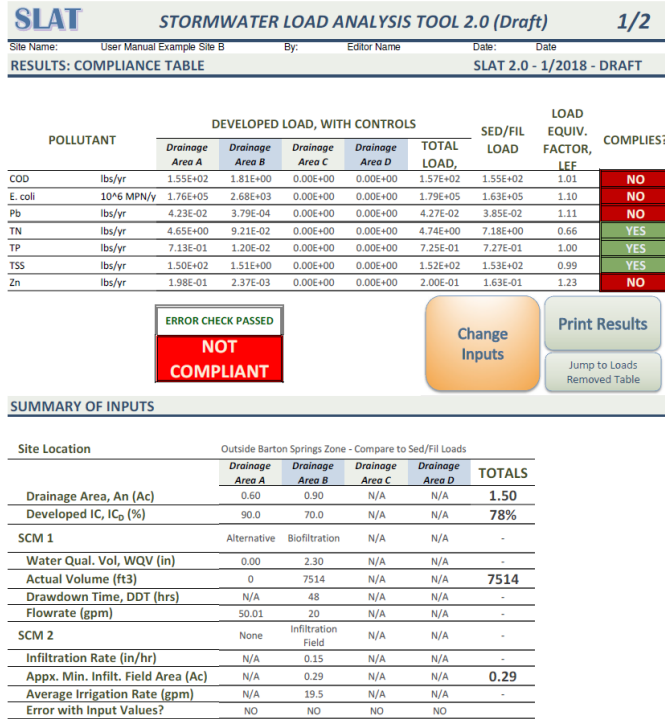 SLAT STORMWATER LOAD ANALYSIS TOOL 2.0 (Draft) 1/2
Site Name: User Manual Example Site B By: Editor Name Date: Date
RESULTS: COMPLIANCE TABLE SLAT 2.0 - 1/2018 - DRAFT
POLLUTANT DEVELOPED LOAD, WITH CONTROLS SED/FIL LOAD LOAD EQUIV. FACTOR, LEF COMPLIES?
Drainage Area A Drainage Area B Drainage Area C Drainage Area D TOTAL LOAD,
COD lbs/yr 1.55E+02 1.81E+00 0.00E+00 0.00E+00 1.57E+02 1.55E+02 1.01 NO
E. coli 10^6 MPN/y 1.76E+05 2.68E+03 0.00E+00 0.00E+00 1.79E+05 1.63E+05 1.10 NO
Pb lbs/yr 4.23E-02 3.79E-04 0.00E+00 0.00E+00 4.27E-02 3.85E-02 1.11 NO
TN lbs/yr 4.65E+00 9.21E-02 0.00E+00 0.00E+00 4.74E+00 7.18E+00 0.66 YES
TP lbs/yr 7.13E-01 1.20E-02 0.00E+00 0.00E+00 7.25E-01 7.27E-01 1.00 YES
TSS lbs/yr 1.50E+02 1.51E+00 0.00E+00 0.00E+00 1.52E+02 1.53E+02 0.99 YES
Zn lbs/yr 1.98E-01 2.37E-03 0.00E+00 0.00E+00 2.00E-01 1.63E-01 1.23 NO
ERROR CHECK PASSED
NOT
COMPLIANT
Change
Inputs
Print Results
Jump to Loads
Removed Table
SUMMARY OF INPUTS
Site Location Outside Barton Springs Zone - Compare to Sed/Fil Loads
Drainage Area A Drainage Area B Drainage Area C Drainage Area D TOTALS
Drainage Area, An (Ac) 0.60 0.90 N/A N/A 1.50
Developed IC, ICD (%) 90.0 70.0 N/A N/A 78%
SCM 1 Alternative Biofiltration N/A N/A -
Water Qual. Vol, WQV (in) 0.00 2.30 N/A N/A -
Actual Volume (ft3) 0 7514 N/A N/A 7514
Drawdown Time, DDT (hrs) N/A 48 N/A N/A -
Flowrate (gpm) 50.01 20 N/A N/A -
SCM 2 None Infiltration Field N/A N/A -
Infiltration Rate (in/hr) N/A 0.15 N/A N/A -
Appx. Min. Infilt. Field Area (Ac) N/A 0.29 N/A N/A 0.29
Average Irrigation Rate (gpm) N/A 19.5 N/A N/A -
Error with Input Values? NO NO NO NO